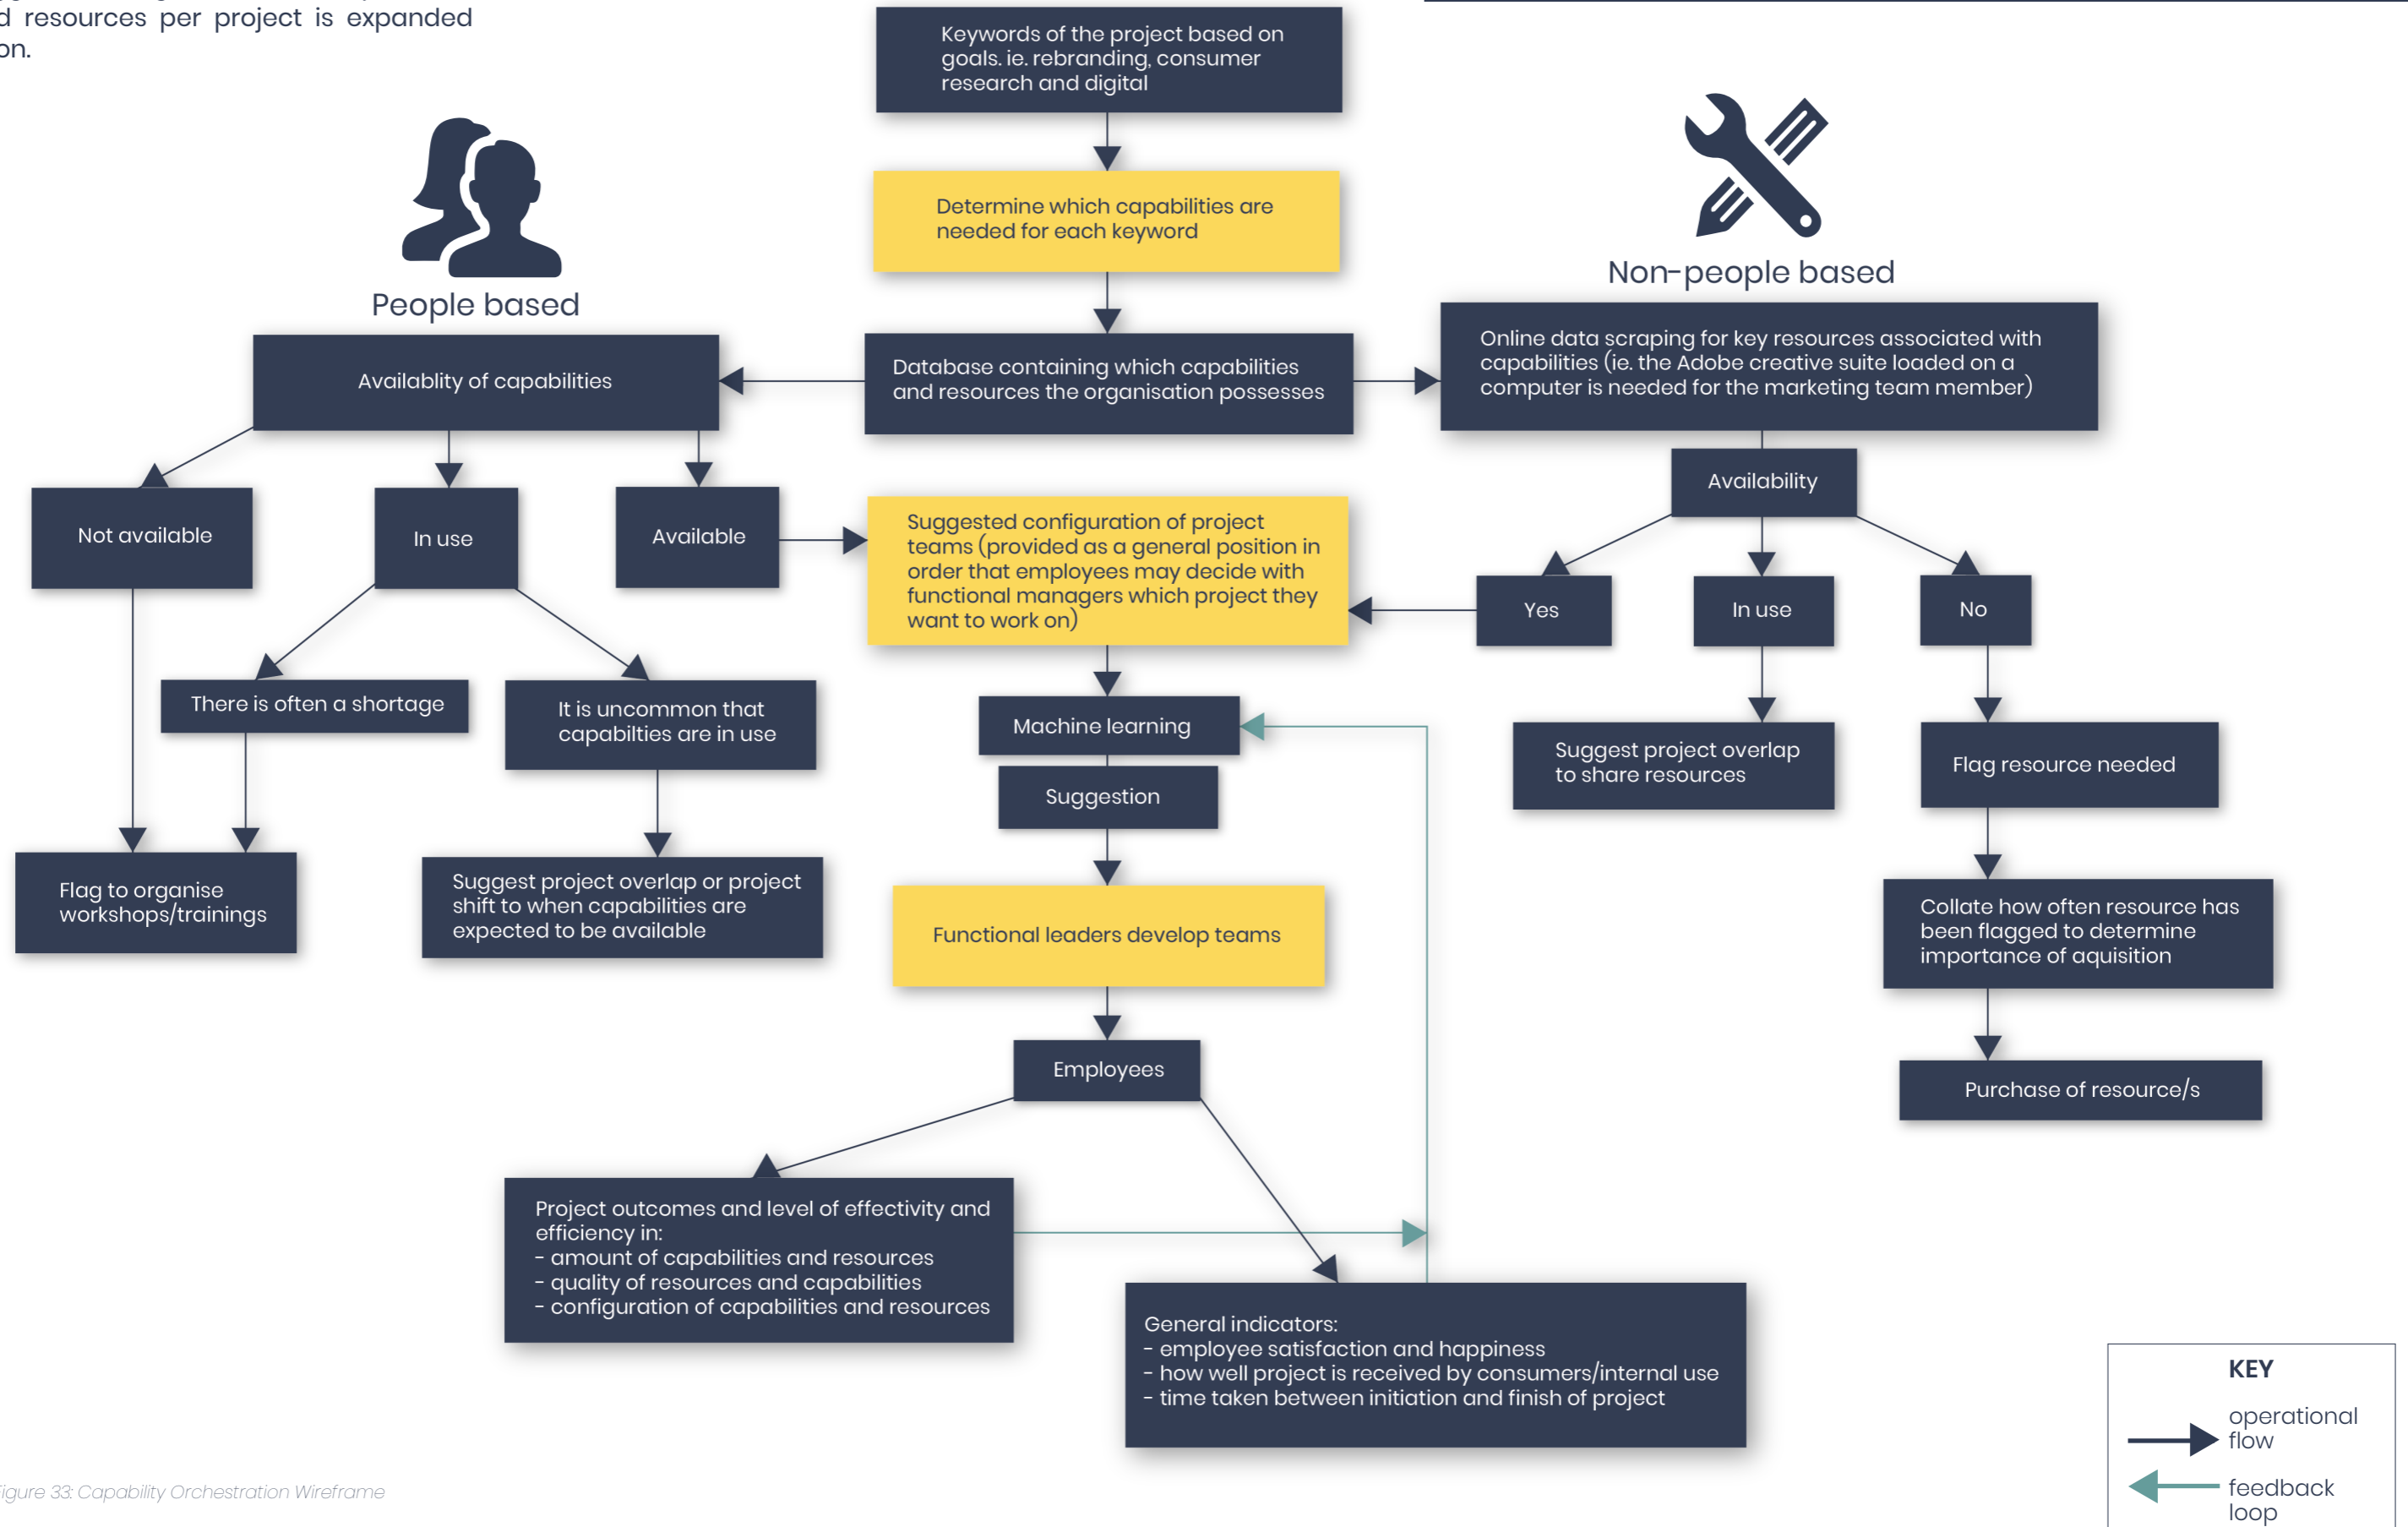 d resources per project is expanded
on.
Keywords of the project based on
goals. ie. rebranding, consumer
research and digital
Determine which capabilities are
needed for each keyword
People based
Non-people based
Availablity of capabilities
Database containing which capabilities
and resources the organisation possesses
Online data scraping for key resources associated with
capabilities (ie. the Adobe creative suite loaded on a
computer is needed for the marketing team member)
Availability
Not available
In use
Available
Suggested configuration of project
teams (provided as a general position in
order that employees may decide with
functional managers which project they
want to work on)
Yes
In use
No
There is often a shortage
It is uncommon that
capabilties are in use
Machine learning
Suggestion
Suggest project overlap
to share resources
Flag resource needed
Flag to organise
workshops/trainings
Suggest project overlap or project
shift to when capabilities are
expected to be available
Functional leaders develop teams
Collate how often resource has
been flagged to determine
importance of aquisition
Employees
Purchase of resource/s
Project outcomes and level of effectivity and
efficiency in:
- amount of capabilities and resources
- quality of resources and capabilities
- configuration of capabilities and resources
General indicators:
- employee satisfaction and happiness
- how well project is received by consumers/internal use
- time taken between initiation and finish of project
KEY
operational
flow
feedback
loop
igure 33: Capability Orchestration Wireframe